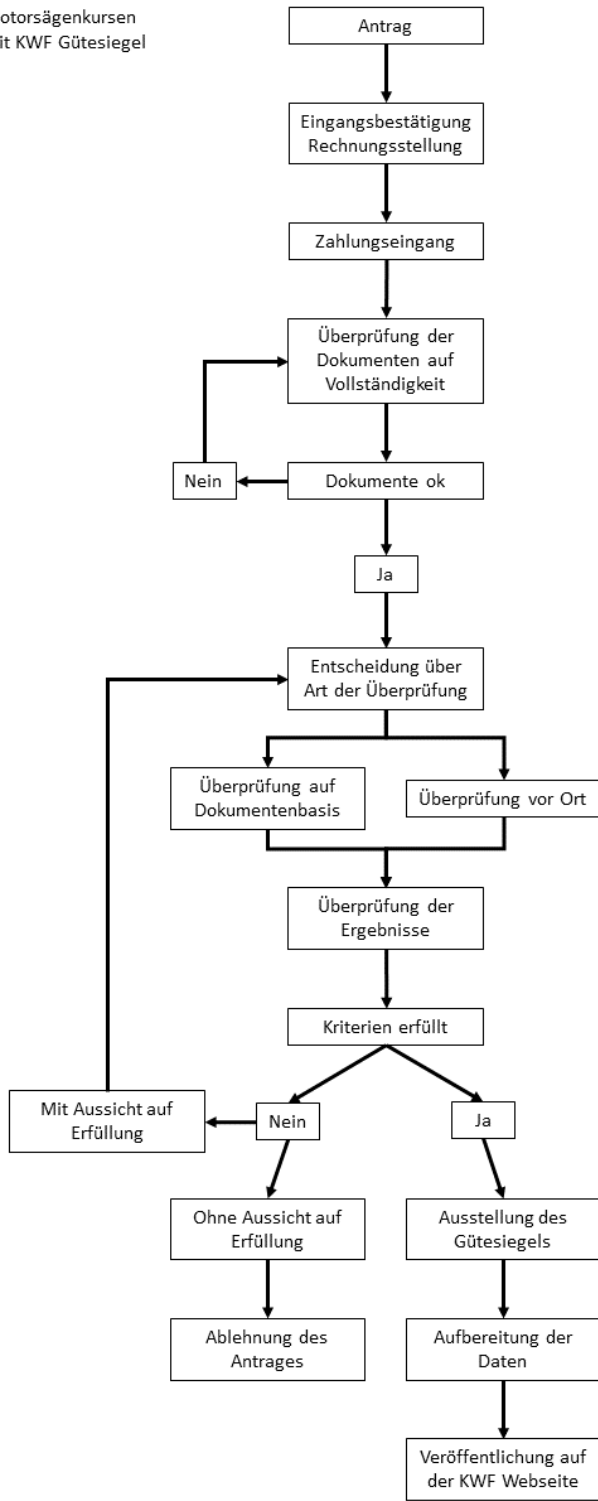 otorsägenkursen
it KWF Gütesiegel
Antrag
Eingangsbestätigung
Rechnungsstellung
Zahlungseingang
Überprüfung der
Dokumenten auf
Vollständigkeit
Nein
Dokumente ok
Ja
Entscheidung über
Art der Überprüfung
Überprüfung auf
Dokumentenbasis
Überprüfung vor Ort
Überprüfung der
Ergebnisse
Kriterien erfüllt
Mit Aussicht auf
Erfüllung
Nein
Ja
Ohne Aussicht auf
Erfüllung
Ausstellung des
Gütesiegels
Ablehnung des
Antrages
Aufbereitung der
Daten
Veröffentlichung auf
der KWF Webseite